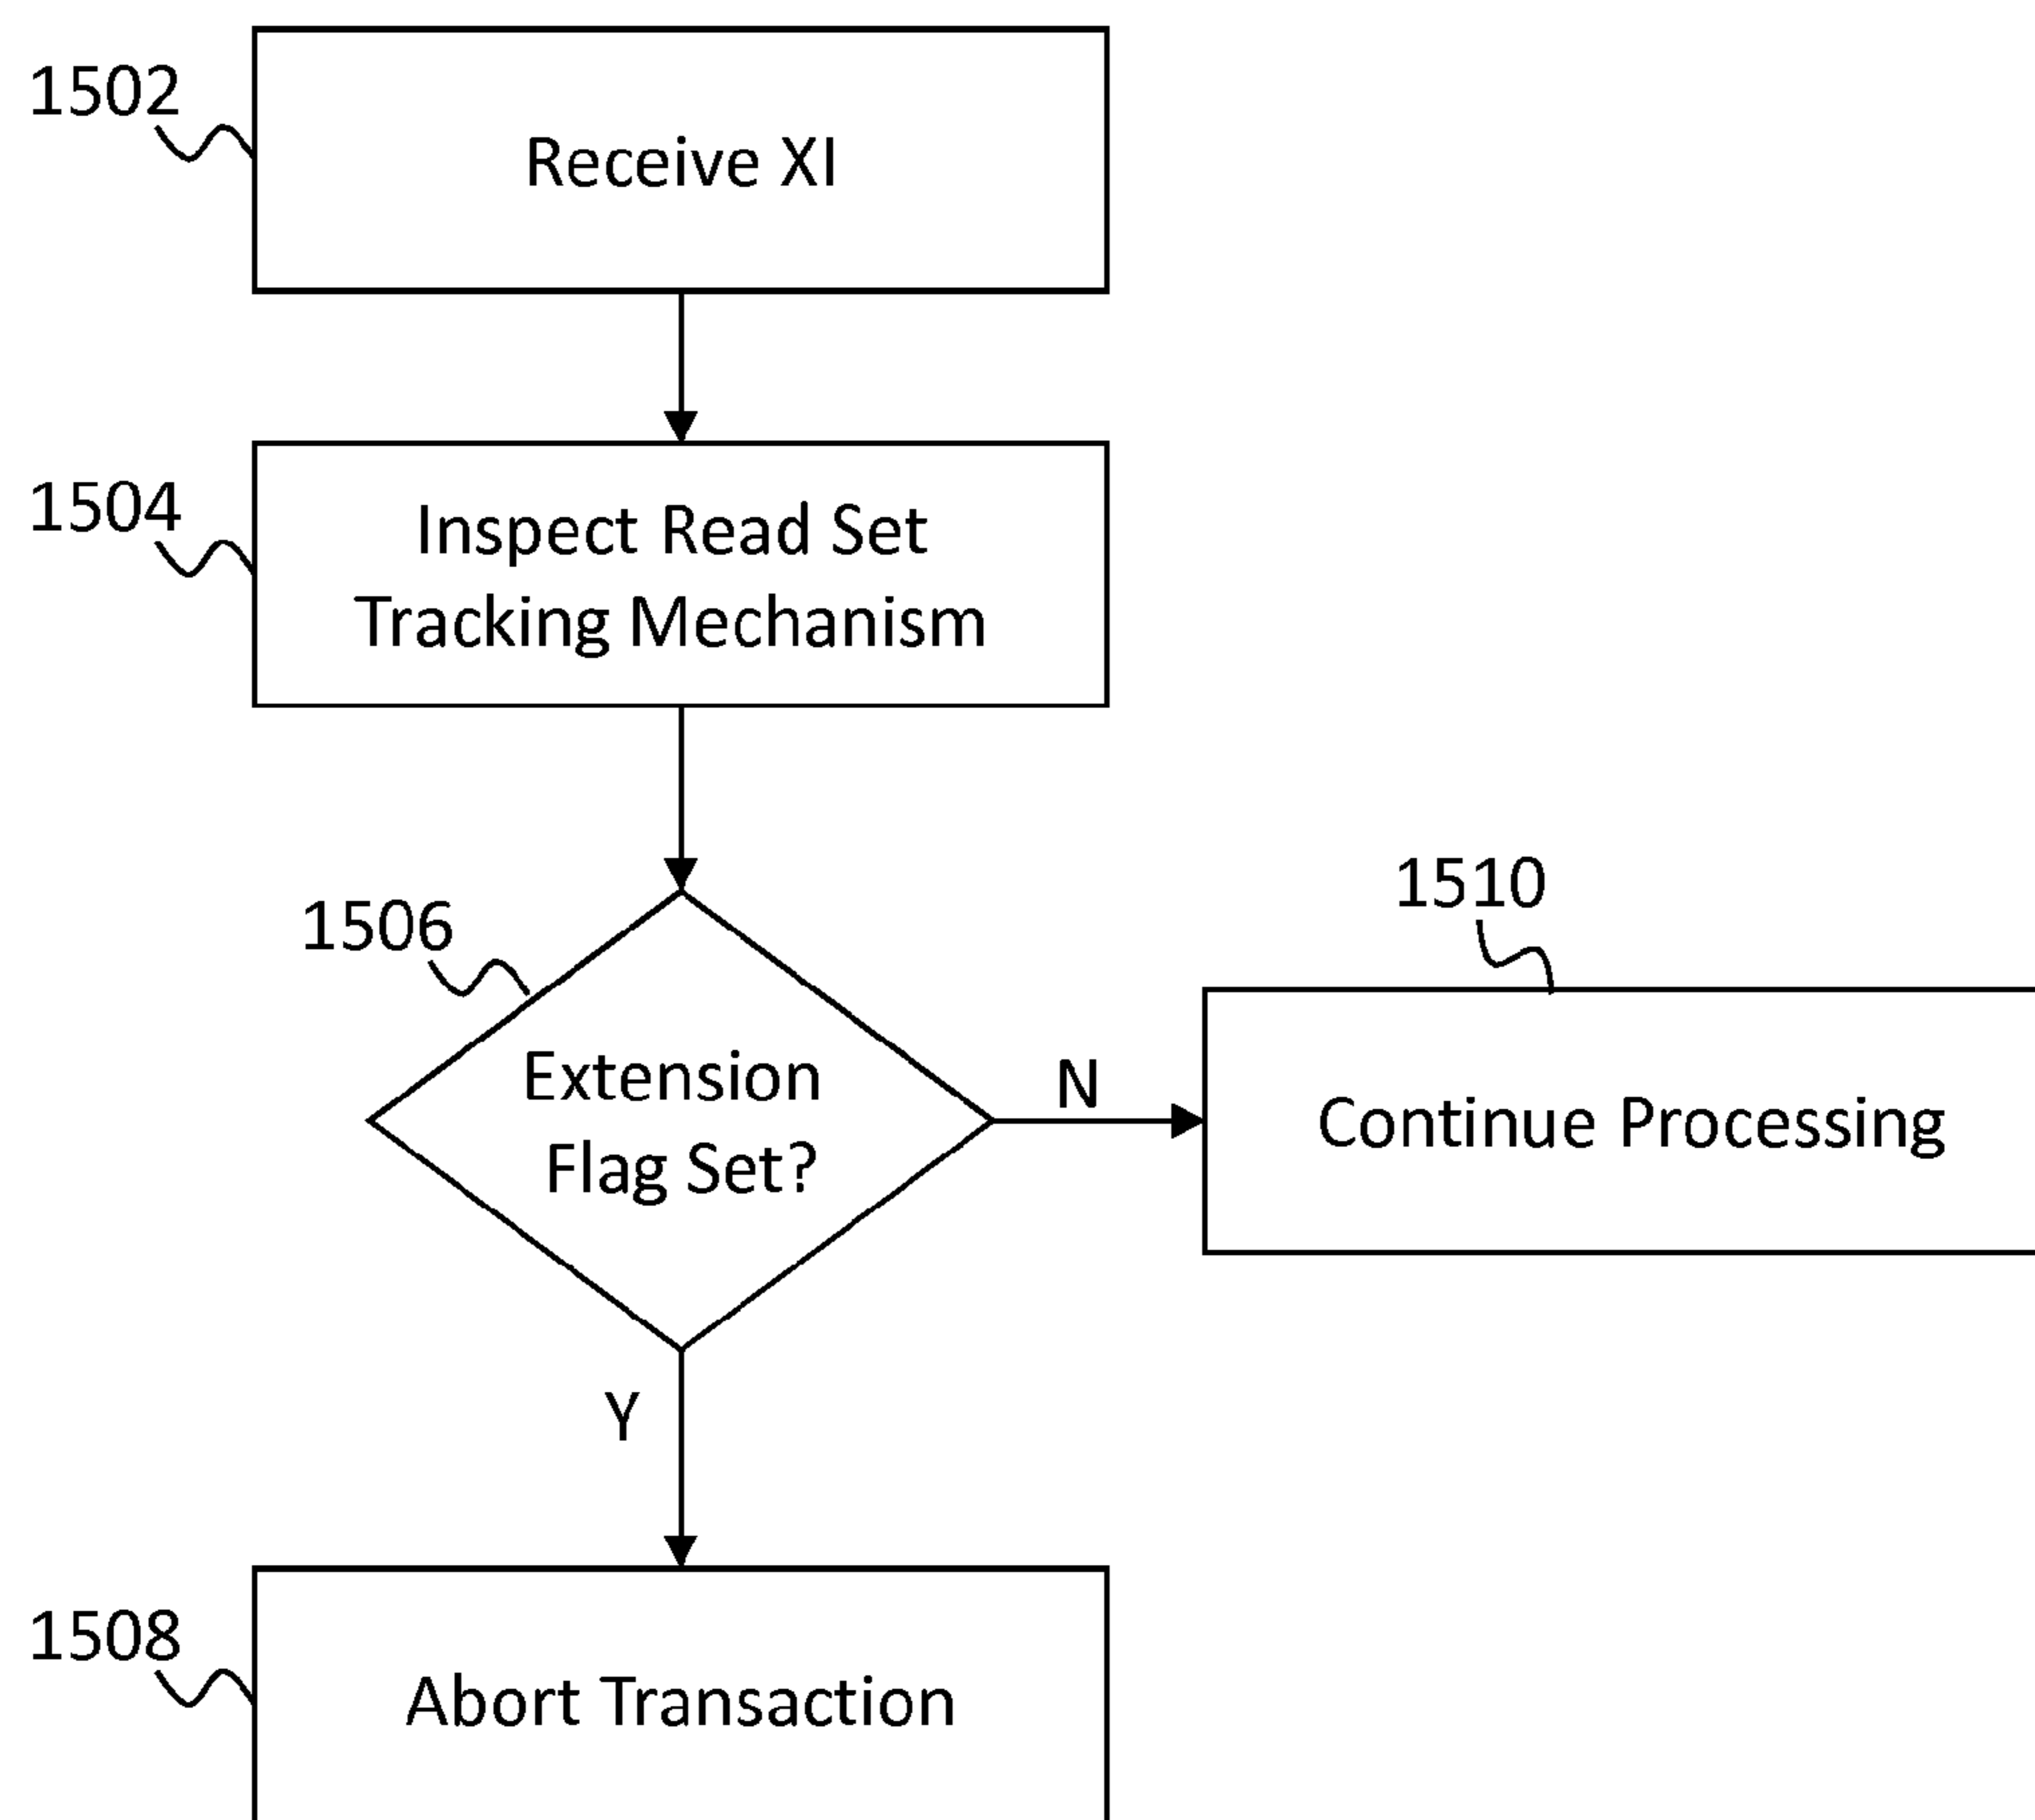 1502
Receive XI
1504
Inspect Read Set
Tracking Mechanism
1506
Extension
Flag Set?
N
1510
Continue Processing
Y
1508
Abort Transaction